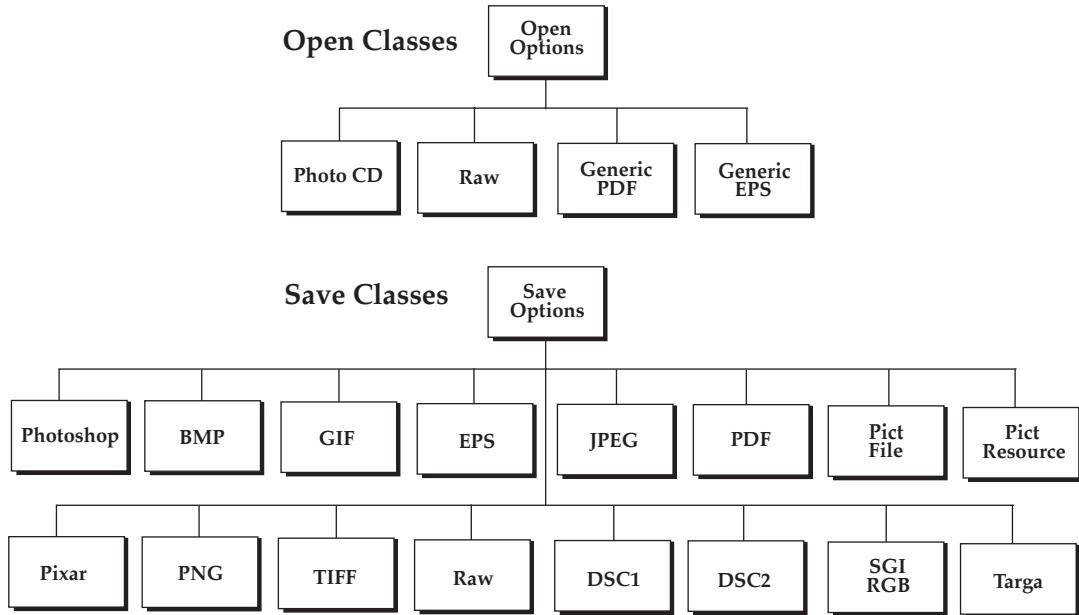 Open Classes
Open
Options
Photo CD
Raw
Generic
PDF
Generic
EPS
Save Classes
Save
Options
Photoshop
BMP
GIF
EPS
JPEG
PDF
Pict
File
Pict
Resource
Pixar
PNG
TIFF
Raw
DSC1
DSC2
SGI
RGB
Targa